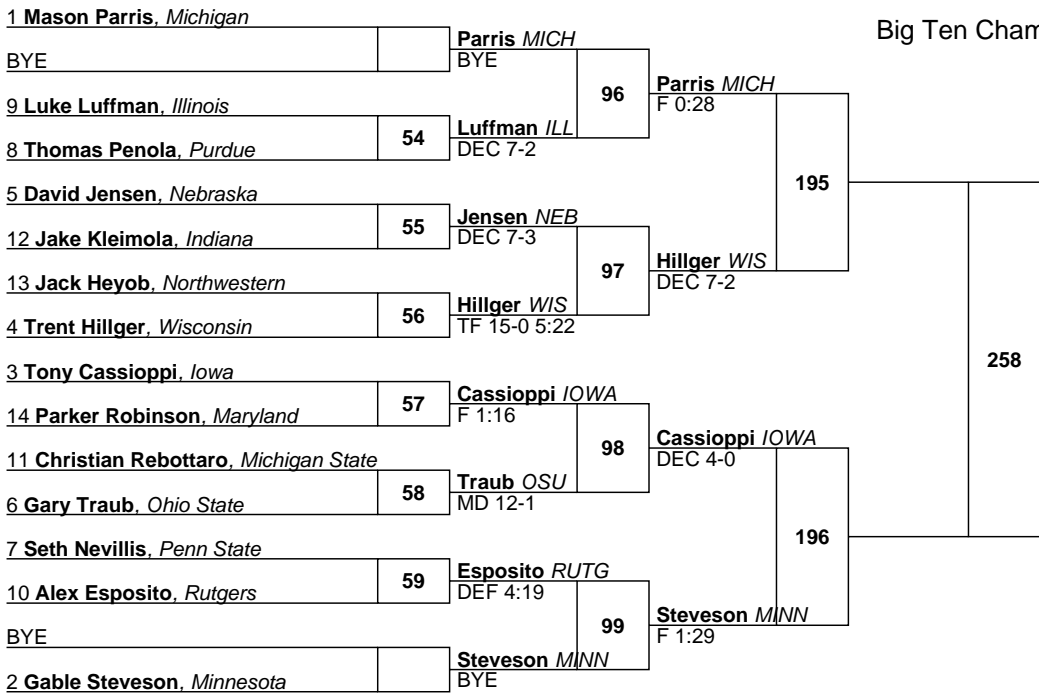 Big Ten Cham
1 Mason Parris, Michigan
BYE
Parris MICH
BYE
9 Luke Luffman, Illinois
8 Thomas Penola, Purdue
54
Luffman ILL
DEC 7-2
96
Parris MICH
F 0:28
5 David Jensen, Nebraska
12 Jake Kleimola, Indiana
55
Jensen NEB
DEC 7-3
13 Jack Heyob, Northwestern
4 Trent Hillger, Wisconsin
56
Hillger WIS
TF 15-0 5:22
97
Hillger WIS
DEC 7-2
195
3 Tony Cassioppi, Iowa
14 Parker Robinson, Maryland
57
Cassioppi IOWA
F 1:16
11 Christian Rebottaro, Michigan State
6 Gary Traub, Ohio State
58
Traub OSU
MD 12-1
98
Cassioppi IOWA
DEC 4-0
7 Seth Nevillis, Penn State
10 Alex Esposito, Rutgers
59
Esposito RUTG
DEF 4:19
BYE
2 Gable Steveson, Minnesota
Steveson MINN
BYE
99
Steveson MINN
F 1:29
196
258